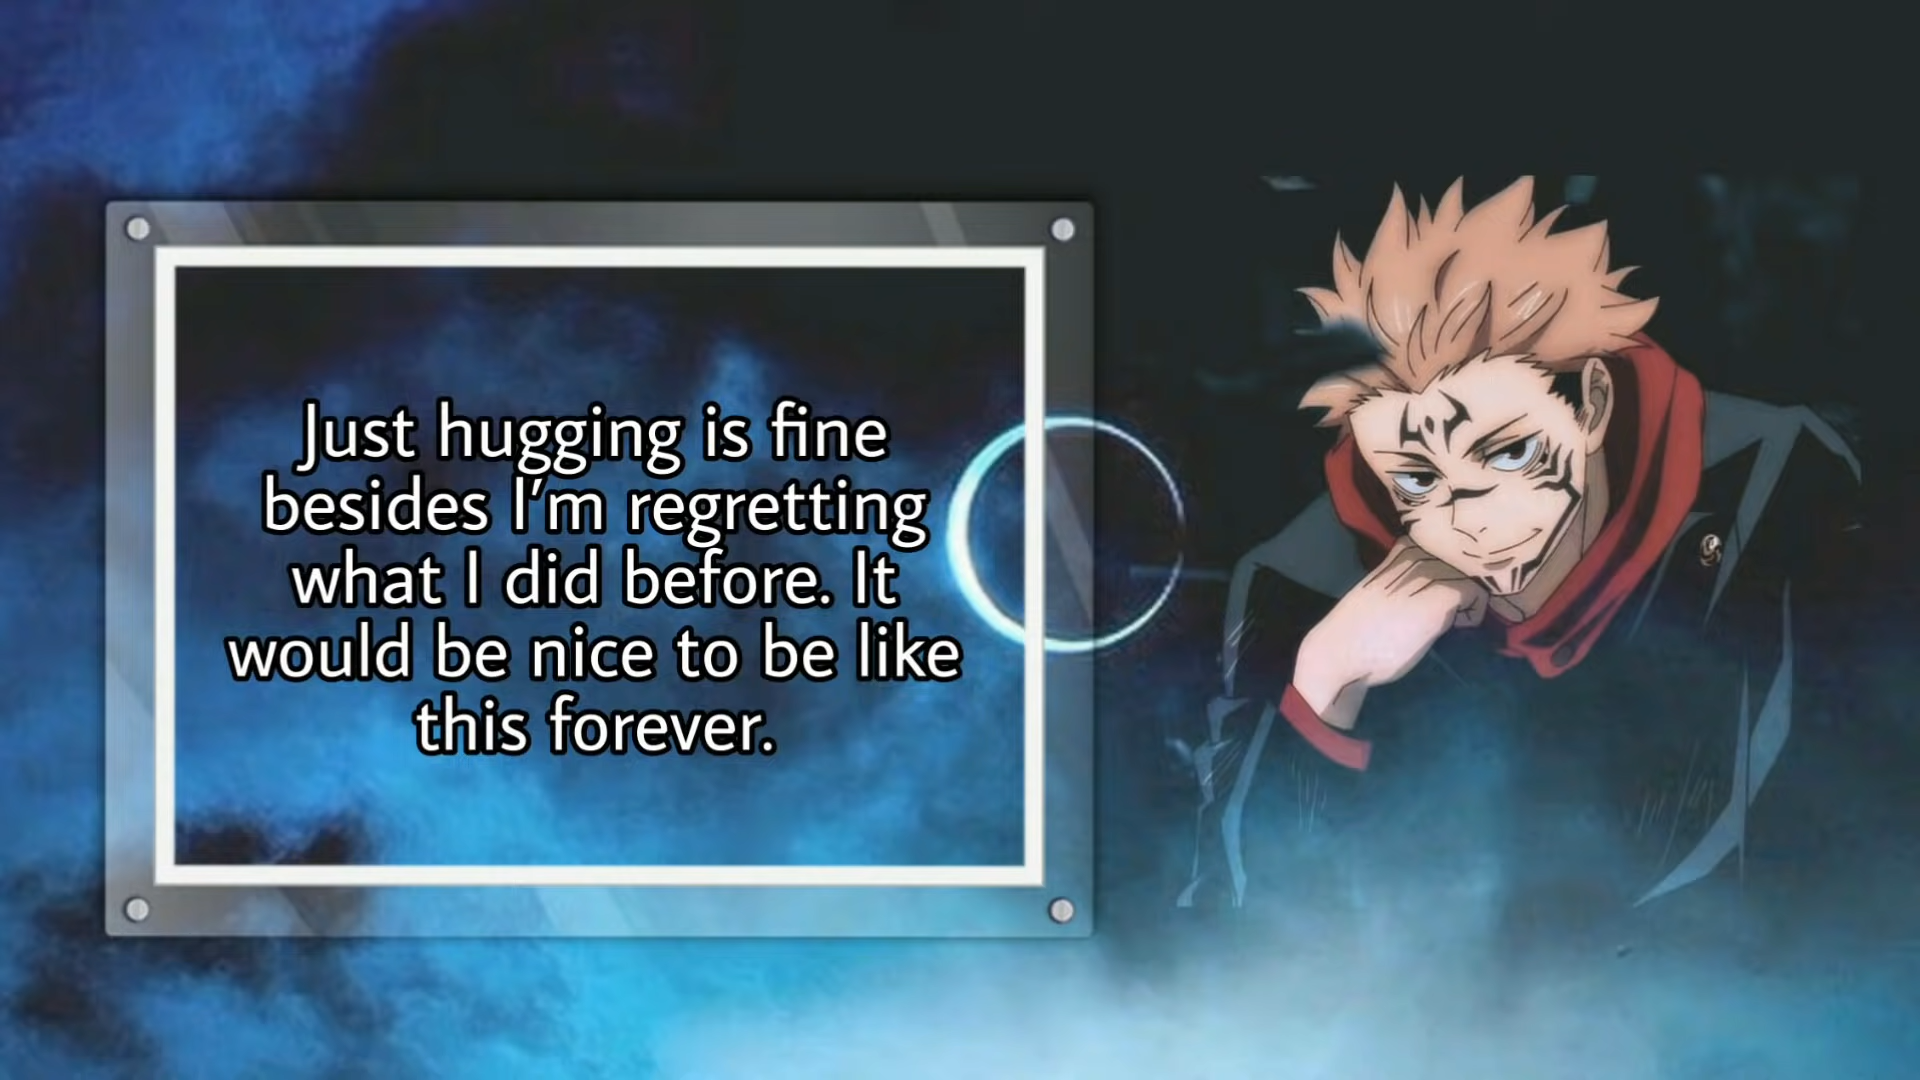 Just hugging is fine
besides I'm regretting
what I did before. It
would be nice to be like
this forever.